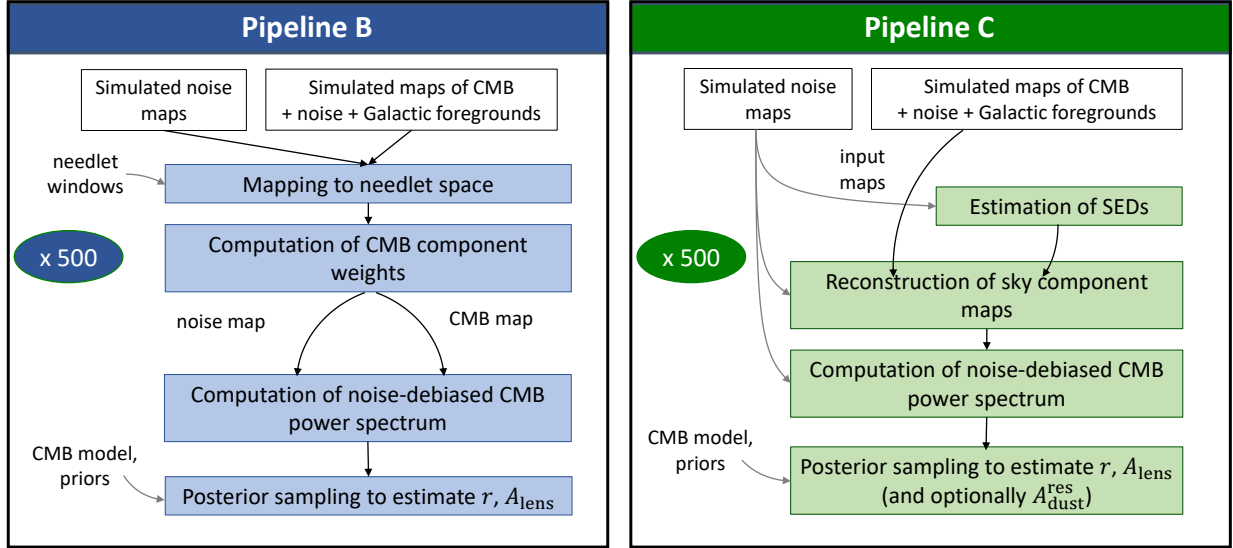 Pipeline B
Simulated noise
maps
Simulated maps of CMB
+ noise + Galactic foregrounds
needlet
windows
Mapping to needlet space
x 500
Computation of CMB component
weights
noise map
CMB map
Computation of noise-debiased CMB
power spectrum
CMB model,
priors
Posterior sampling to estimate r, A_lens
Pipeline C
Simulated noise
maps
Simulated maps of CMB
+ noise + Galactic foregrounds
input
maps
Estimation of SEDs
x 500
Reconstruction of sky component
maps
Computation of noise-debiased CMB
power spectrum
CMB model,
priors
Posterior sampling to estimate r, A_lens
(and optionally A_dust^res)